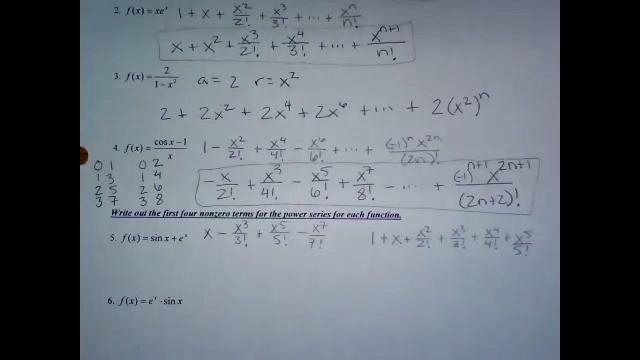 2. f(x) = xe^x 1 + x + x^2/2! + x^3/3! + ... + x^n/n!
x + x^2 + x^3/2! + x^4/3! + ... + x^(n+1)/n!
3. f(x) = 2/(1-x^2) a = 2 r = x^2
2 + 2x^2 + 2x^4 + 2x^6 + ... + 2(x^2)^n
4. f(x) = (cos x - 1)/x 1 - x^2/2! + x^4/4! - x^6/6! + ... + (-1)^n x^(2n)/(2n)!
0 1 0 2
1 3 1 4
2 5 2 6
3 7 3 8
-x/2! + x^3/4! - x^5/6! + x^7/8! - ... + (-1)^(n+1) x^(2n+1)/(2n+2)!
Write out the first four nonzero terms for the power series for each function.
5. f(x) = sin x + e^x x - x^3/3! + x^5/5! - x^7/7! 1 + x + x^2/2! + x^3/3! + x^4/4! + x^5/5!
6. f(x) = e^x · sin x